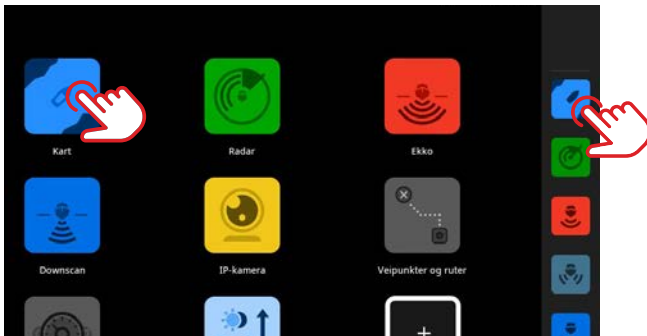 Kart
Radar
Ekko
Downscan
IP-kamera
Veipunkter og ruter